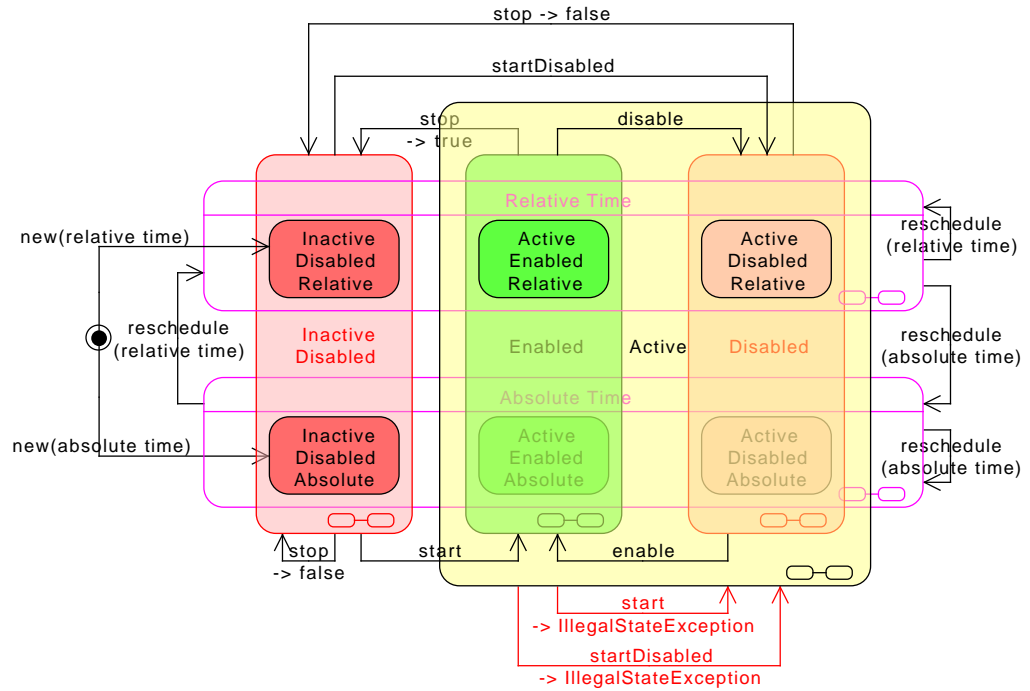 stop -> false
startDisabled
stop
-> true
disable
Relative Time
new(relative time)
Inactive
Disabled
Relative
Active
Enabled
Relative
Active
Disabled
Relative
reschedule
(relative time)
reschedule
(relative time)
Inactive
Disabled
Enabled
Active
Disabled
reschedule
(absolute time)
Absolute Time
new(absolute time)
Inactive
Disabled
Absolute
Active
Enabled
Absolute
Active
Disabled
Absolute
reschedule
(absolute time)
stop
-> false
start
enable
start
-> IllegalStateException
startDisabled
-> IllegalStateException